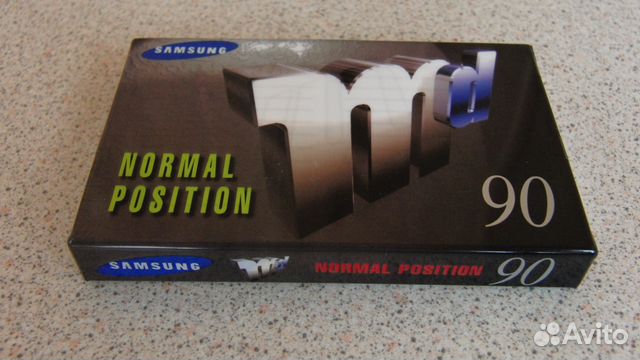 SAMSUNG
md
NORMAL
POSITION
90
SAMSUNG md NORMAL POSITION 90
Avito